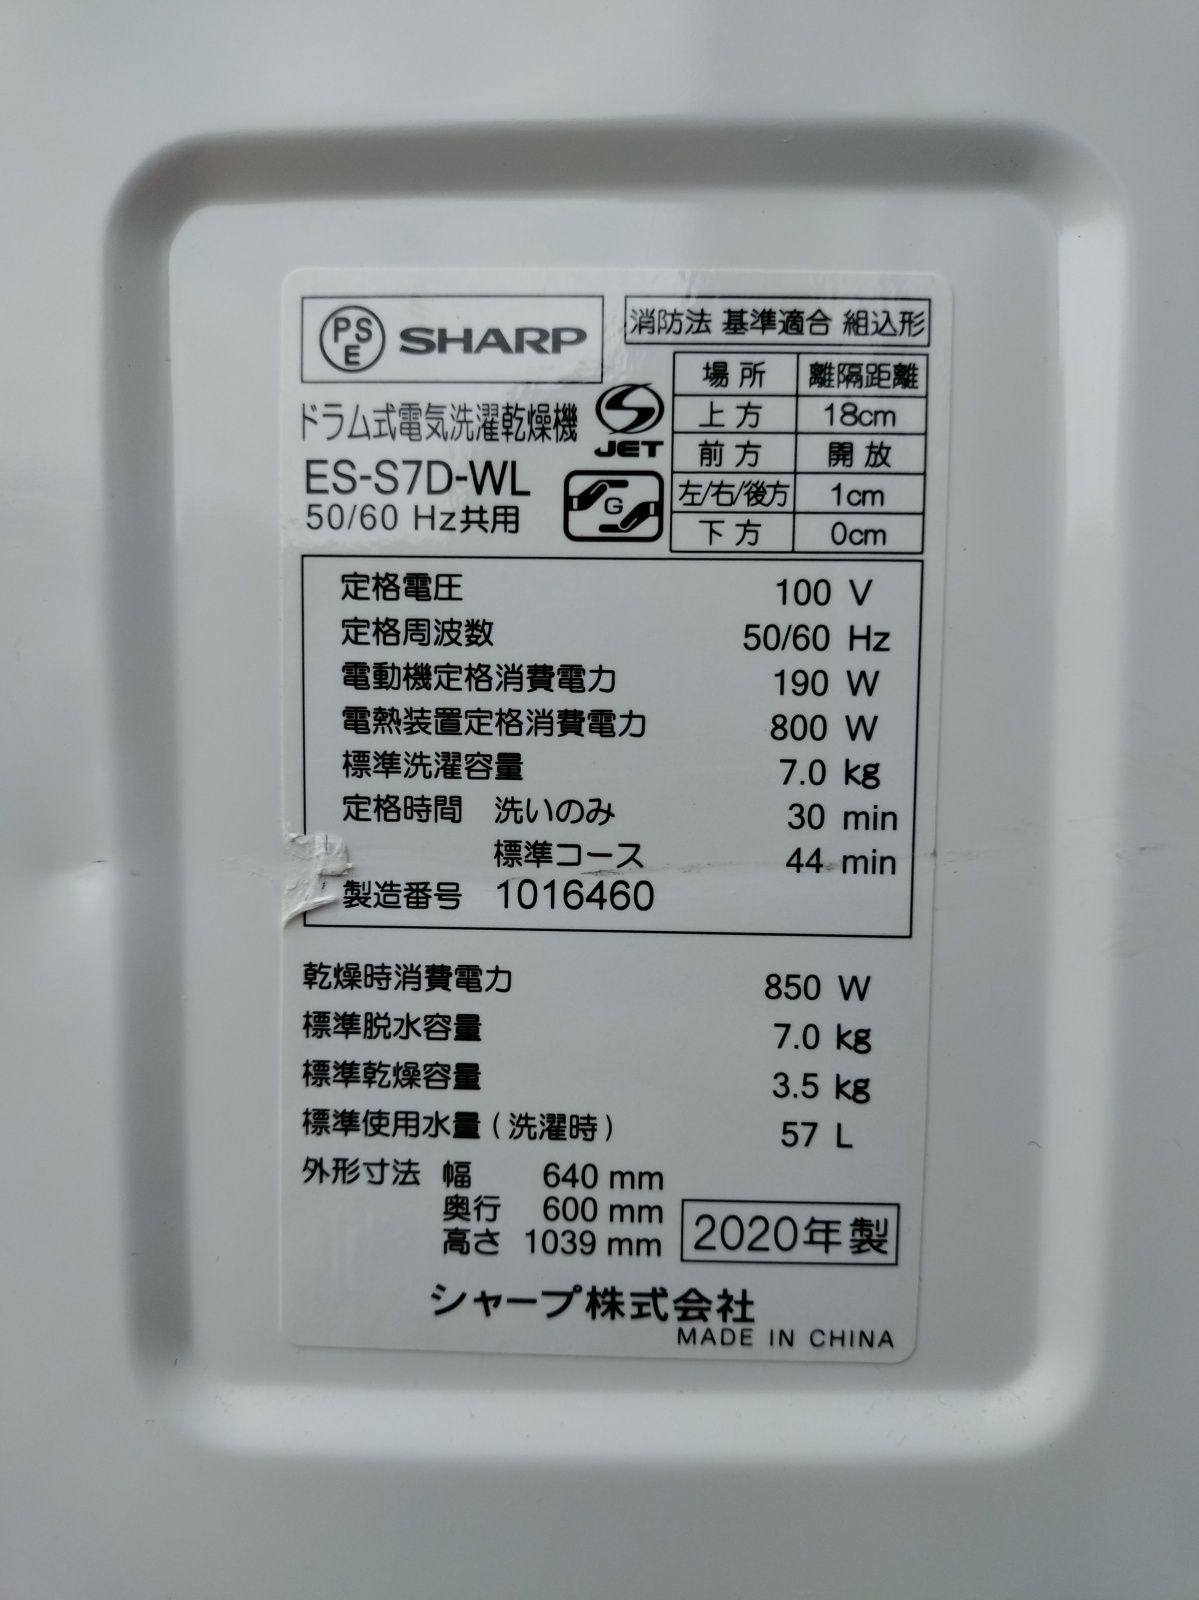 PSE SHARP
消防法 基準適合 組込形
場所 離隔距離
上方 18cm
前方 開放
左/右/後方 1cm
下方 0cm
ドラム式電気洗濯乾燥機
JET
ES-S7D-WL
G
50/60 Hz共用
定格電圧 100 V
定格周波数 50/60 Hz
電動機定格消費電力 190 W
電熱装置定格消費電力 800 W
標準洗濯容量 7.0 kg
定格時間 洗いのみ 30 min
標準コース 44 min
製造番号 1016460
乾燥時消費電力 850 W
標準脱水容量 7.0 kg
標準乾燥容量 3.5 kg
標準使用水量(洗濯時) 57 L
外形寸法 幅 640 mm
奥行 600 mm
高さ 1039 mm
2020年製
シャープ株式会社
MADE IN CHINA